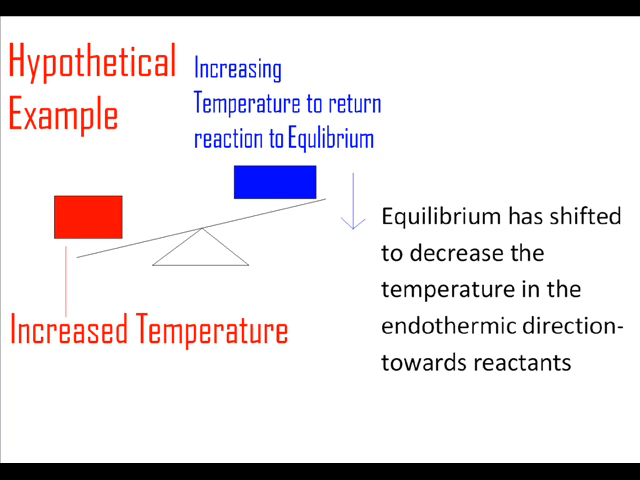 Hypothetical
Example
Increasing
Temperature to return
reaction to Equlibrium
Equilibrium has shifted
to decrease the
temperature in the
endothermic direction-
towards reactants
Increased Temperature